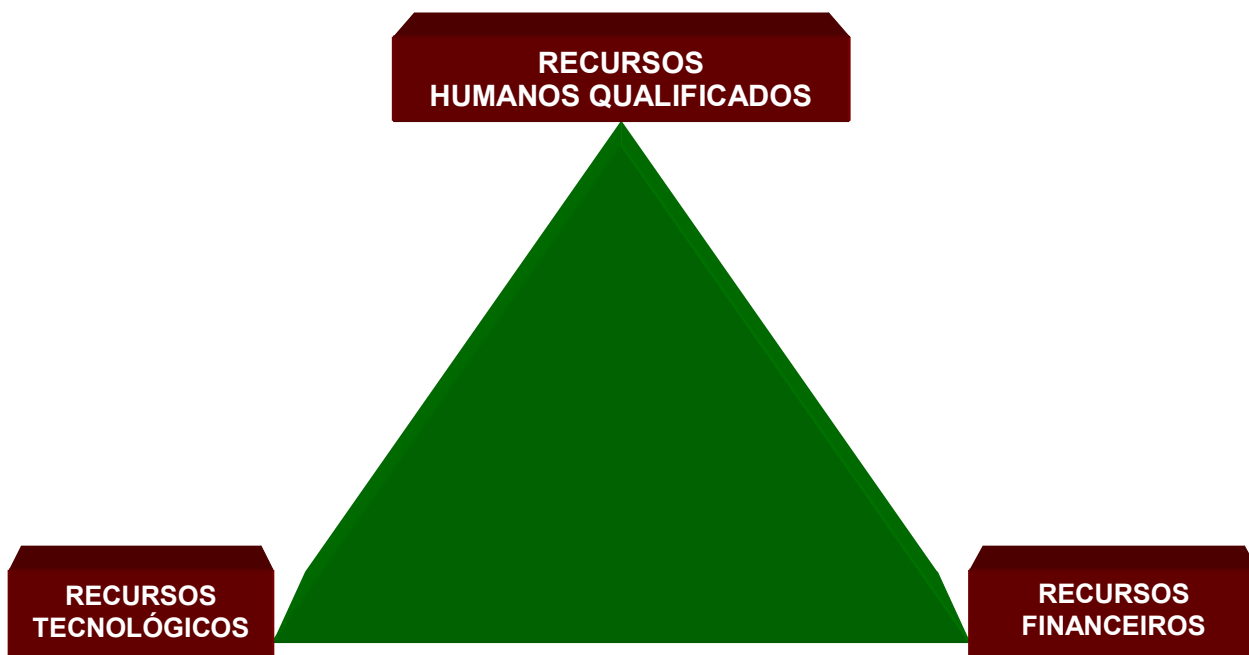 RECURSOS
HUMANOS QUALIFICADOS
RECURSOS
TECNOLÓGICOS
RECURSOS
FINANCEIROS